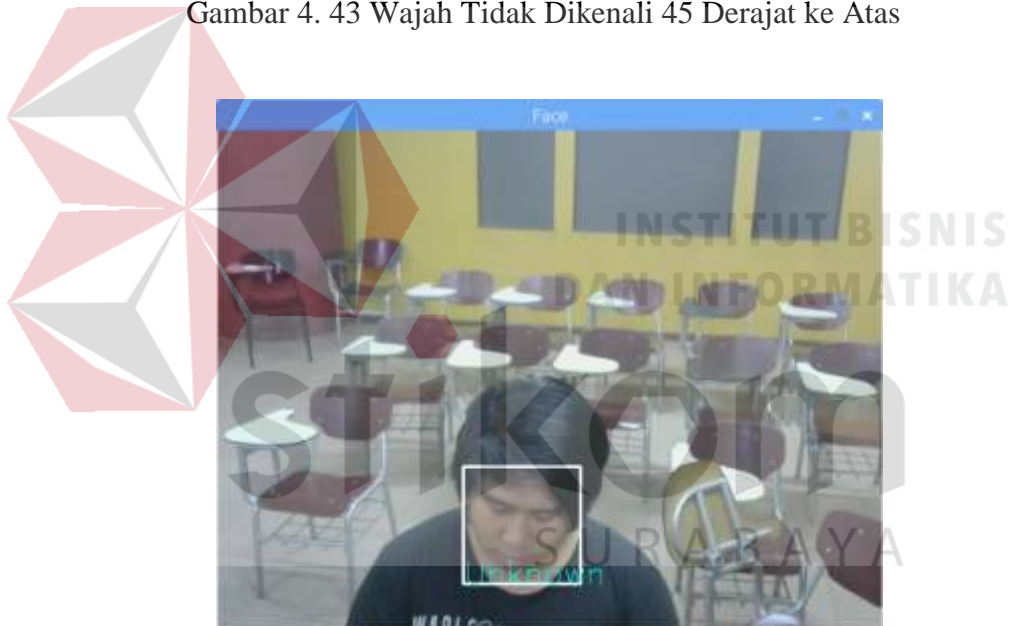 Gambar 4. 43 Wajah Tidak Dikenali 45 Derajat ke Atas
Face
INSTITUT BISNIS
DAN INFORMATIKA
stikom
SURABAYA
Unknown